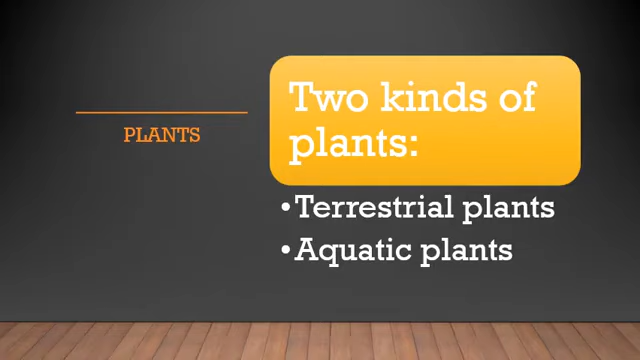 PLANTS
Two kinds of
plants:
•Terrestrial plants
•Aquatic plants